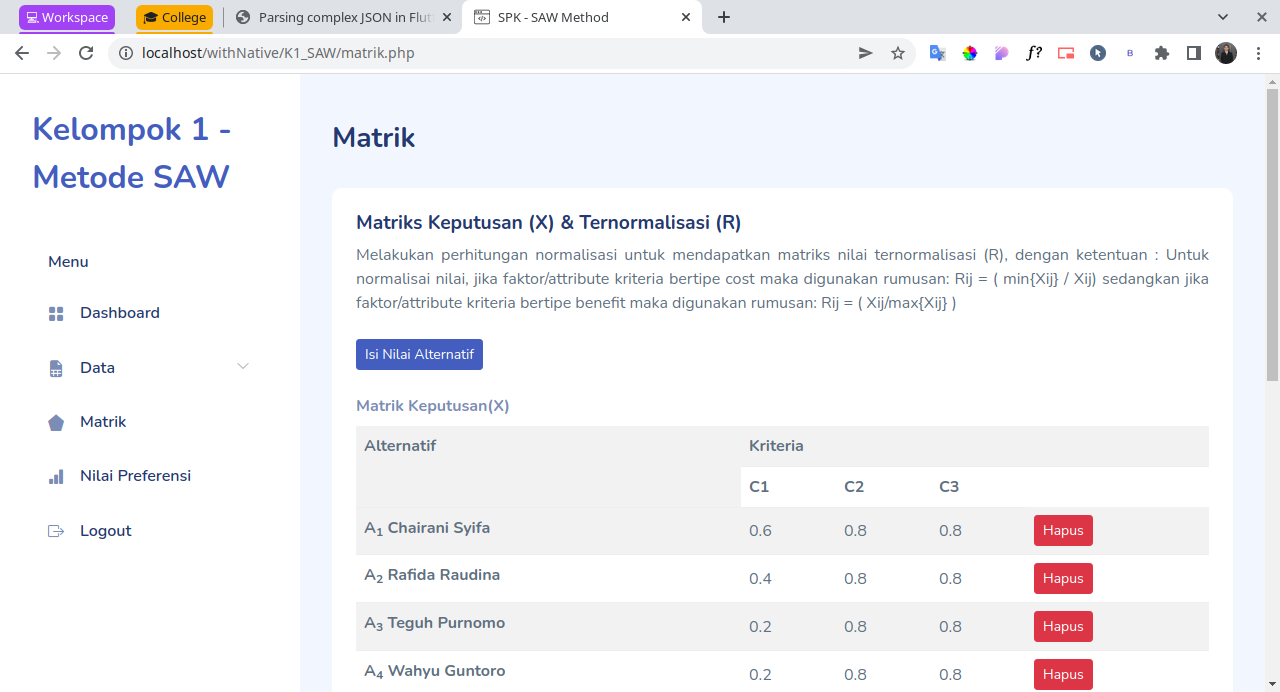 Workspace
College
Parsing complex JSON in Flutt
SPK - SAW Method
localhost/withNative/K1_SAW/matrik.php
f?
B
Kelompok 1 -
Metode SAW
Menu
Dashboard
Data
Matrik
Nilai Preferensi
Logout
Matrik
Matriks Keputusan (X) & Ternormalisasi (R)
Melakukan perhitungan normalisasi untuk mendapatkan matriks nilai ternormalisasi (R), dengan ketentuan : Untuk
normalisai nilai, jika faktor/attribute kriteria bertipe cost maka digunakan rumusan: Rij = ( min{Xij} / Xij) sedangkan jika
faktor/attribute kriteria bertipe benefit maka digunakan rumusan: Rij = ( Xij/max{Xij} )
Isi Nilai Alternatif
Matrik Keputusan(X)
Alternatif Kriteria
C1 C2 C3
A1 Chairani Syifa 0.6 0.8 0.8 Hapus
A2 Rafida Raudina 0.4 0.8 0.8 Hapus
A3 Teguh Purnomo 0.2 0.8 0.8 Hapus
A4 Wahyu Guntoro 0.2 0.8 0.8 Hapus